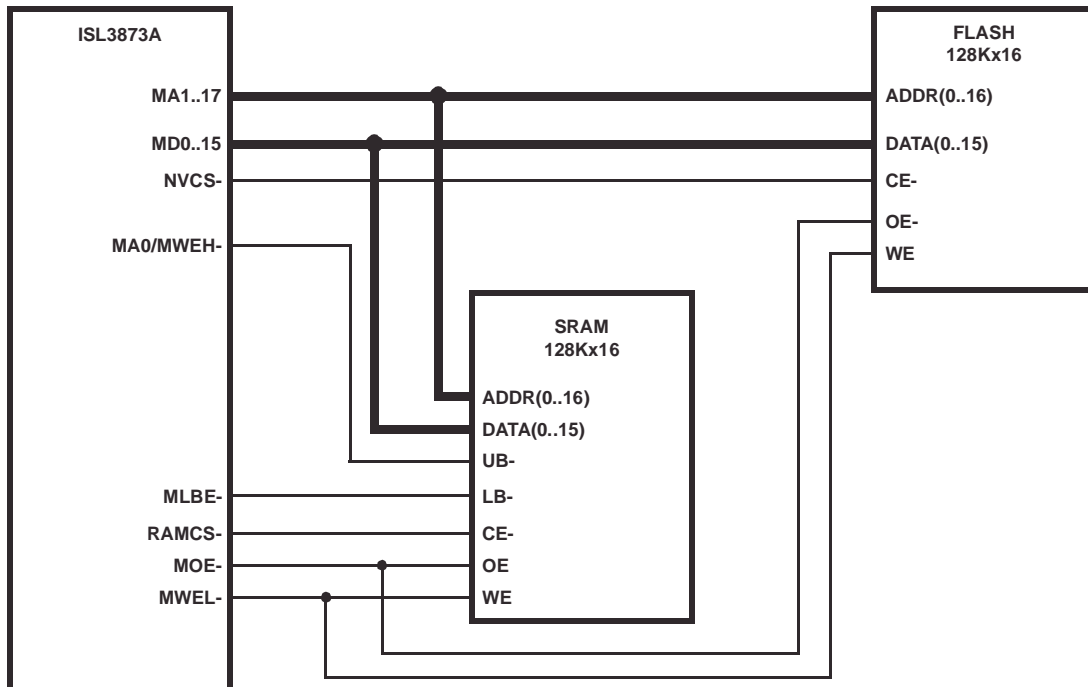 ISL3873A
MA1..17
MD0..15
NVCS-
MA0/MWEH-
MLBE-
RAMCS-
MOE-
MWEL-
SRAM
128Kx16
ADDR(0..16)
DATA(0..15)
UB-
LB-
CE-
OE
WE
FLASH
128Kx16
ADDR(0..16)
DATA(0..15)
CE-
OE-
WE